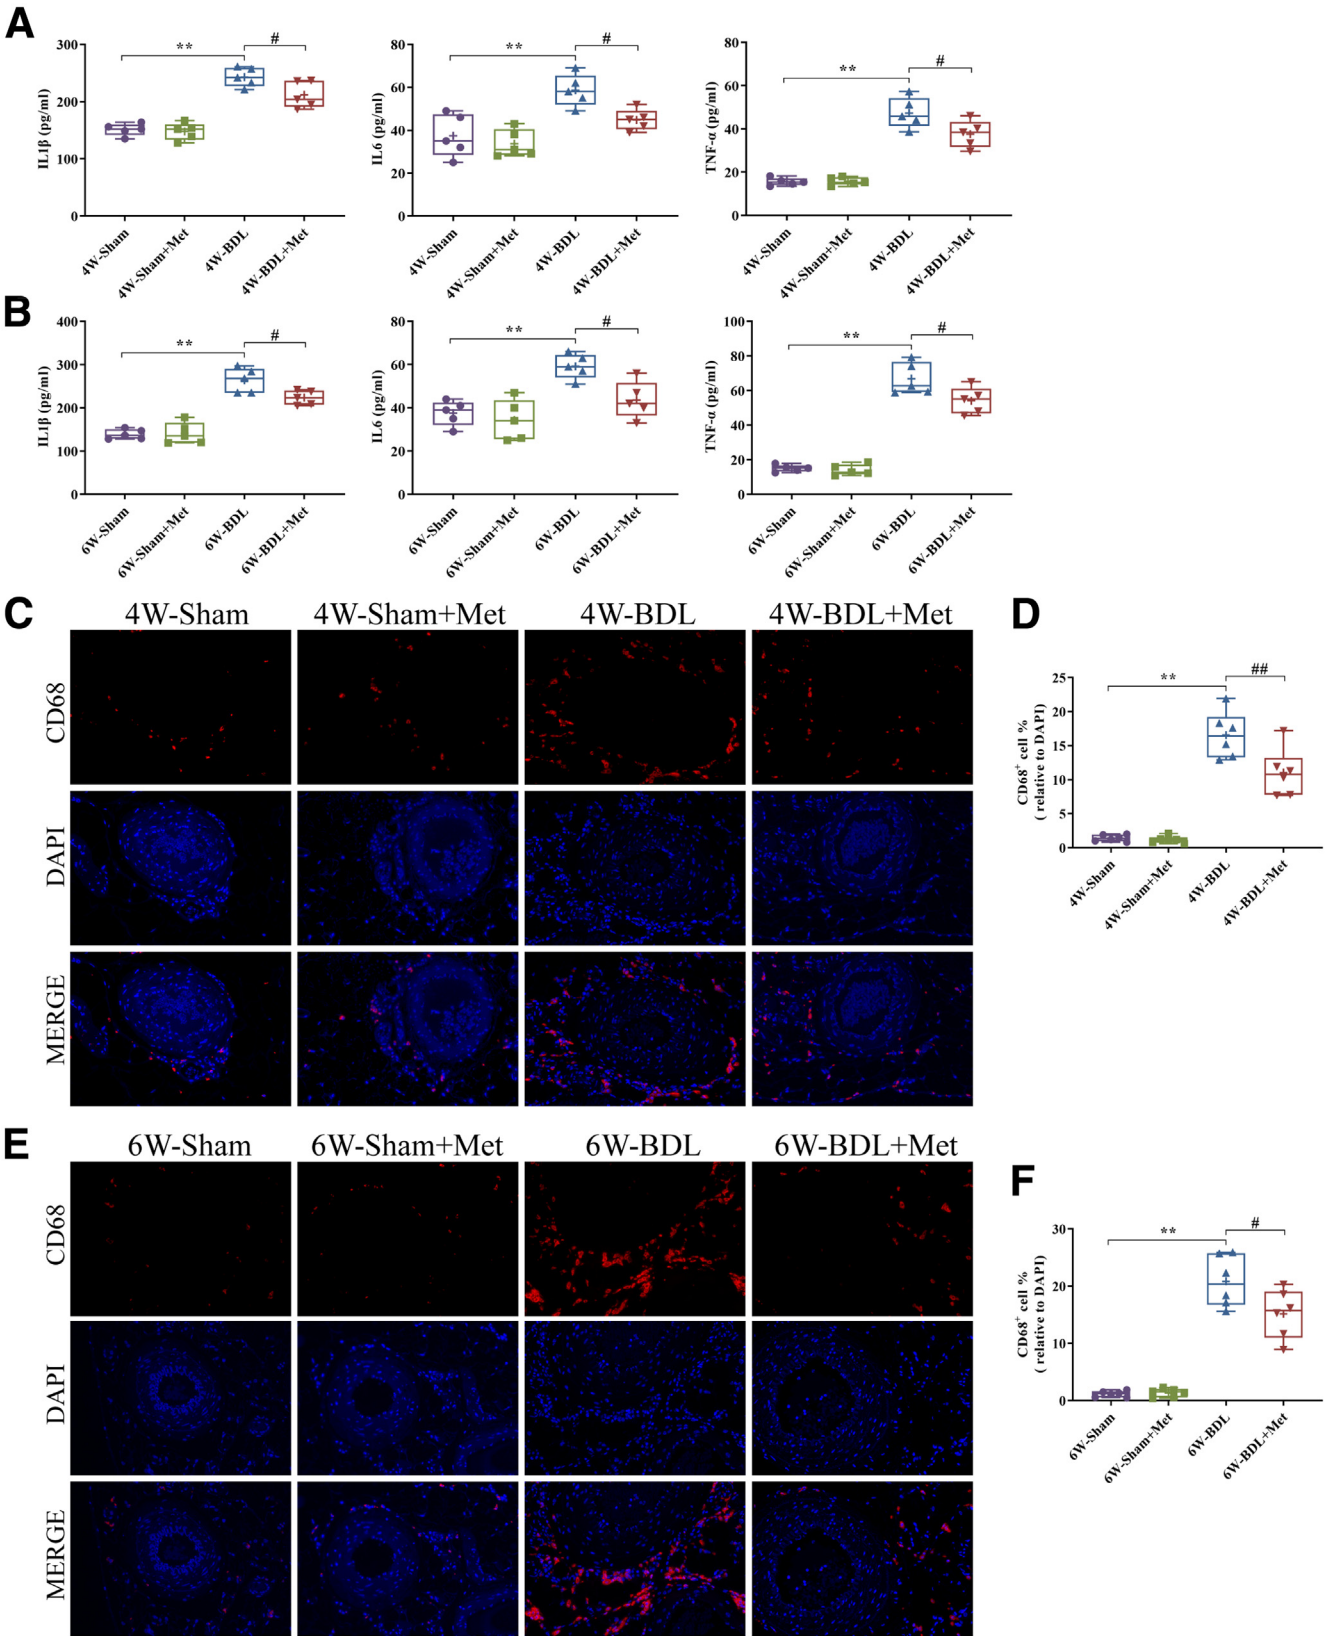 A
IL1β (pg/ml)
300
200
100
0
**
#
4W-Sham
4W-Sham+Met
4W-BDL
4W-BDL+Met
IL6 (pg/ml)
80
60
40
20
0
**
#
4W-Sham
4W-Sham+Met
4W-BDL
4W-BDL+Met
TNF-α (pg/ml)
80
60
40
20
0
**
#
4W-Sham
4W-Sham+Met
4W-BDL
4W-BDL+Met
B
IL1β (pg/ml)
400
300
200
100
0
**
#
6W-Sham
6W-Sham+Met
6W-BDL
6W-BDL+Met
IL6 (pg/ml)
80
60
40
20
0
**
#
6W-Sham
6W-Sham+Met
6W-BDL
6W-BDL+Met
TNF-α (pg/ml)
100
80
60
40
20
0
**
#
6W-Sham
6W-Sham+Met
6W-BDL
6W-BDL+Met
C
4W-Sham
4W-Sham+Met
4W-BDL
4W-BDL+Met
CD68
DAPI
MERGE
D
CD68⁺ cell %
( relative to DAPI)
25
20
15
10
5
0
**
##
4W-Sham
4W-Sham+Met
4W-BDL
4W-BDL+Met
E
6W-Sham
6W-Sham+Met
6W-BDL
6W-BDL+Met
CD68
DAPI
MERGE
F
CD68⁺ cell %
( relative to DAPI)
30
20
10
0
**
#
6W-Sham
6W-Sham+Met
6W-BDL
6W-BDL+Met